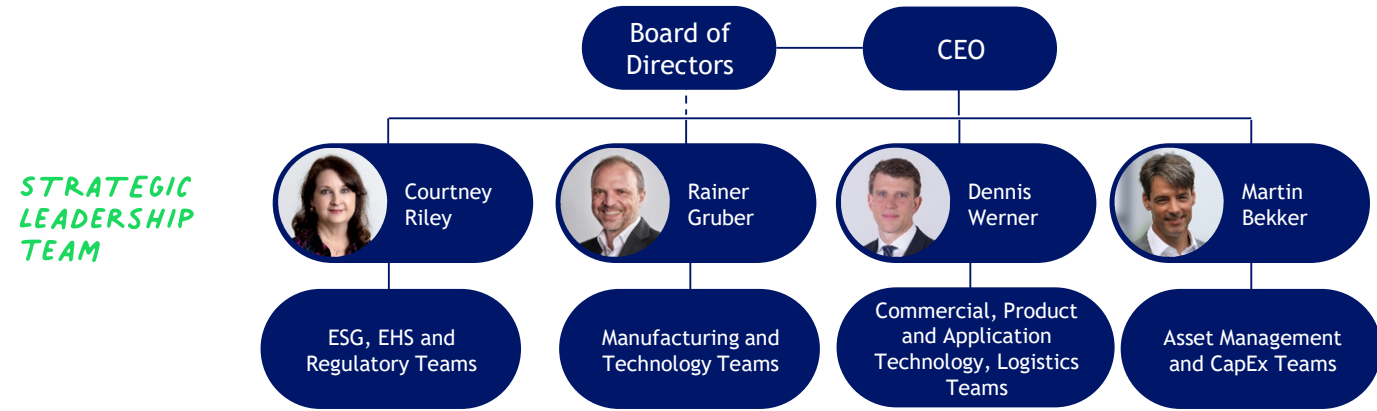 Board of
Directors
CEO
STRATEGIC
LEADERSHIP
TEAM
Courtney
Riley
Rainer
Gruber
Dennis
Werner
Martin
Bekker
ESG, EHS and
Regulatory Teams
Manufacturing and
Technology Teams
Commercial, Product
and Application
Technology, Logistics
Teams
Asset Management
and CapEx Teams